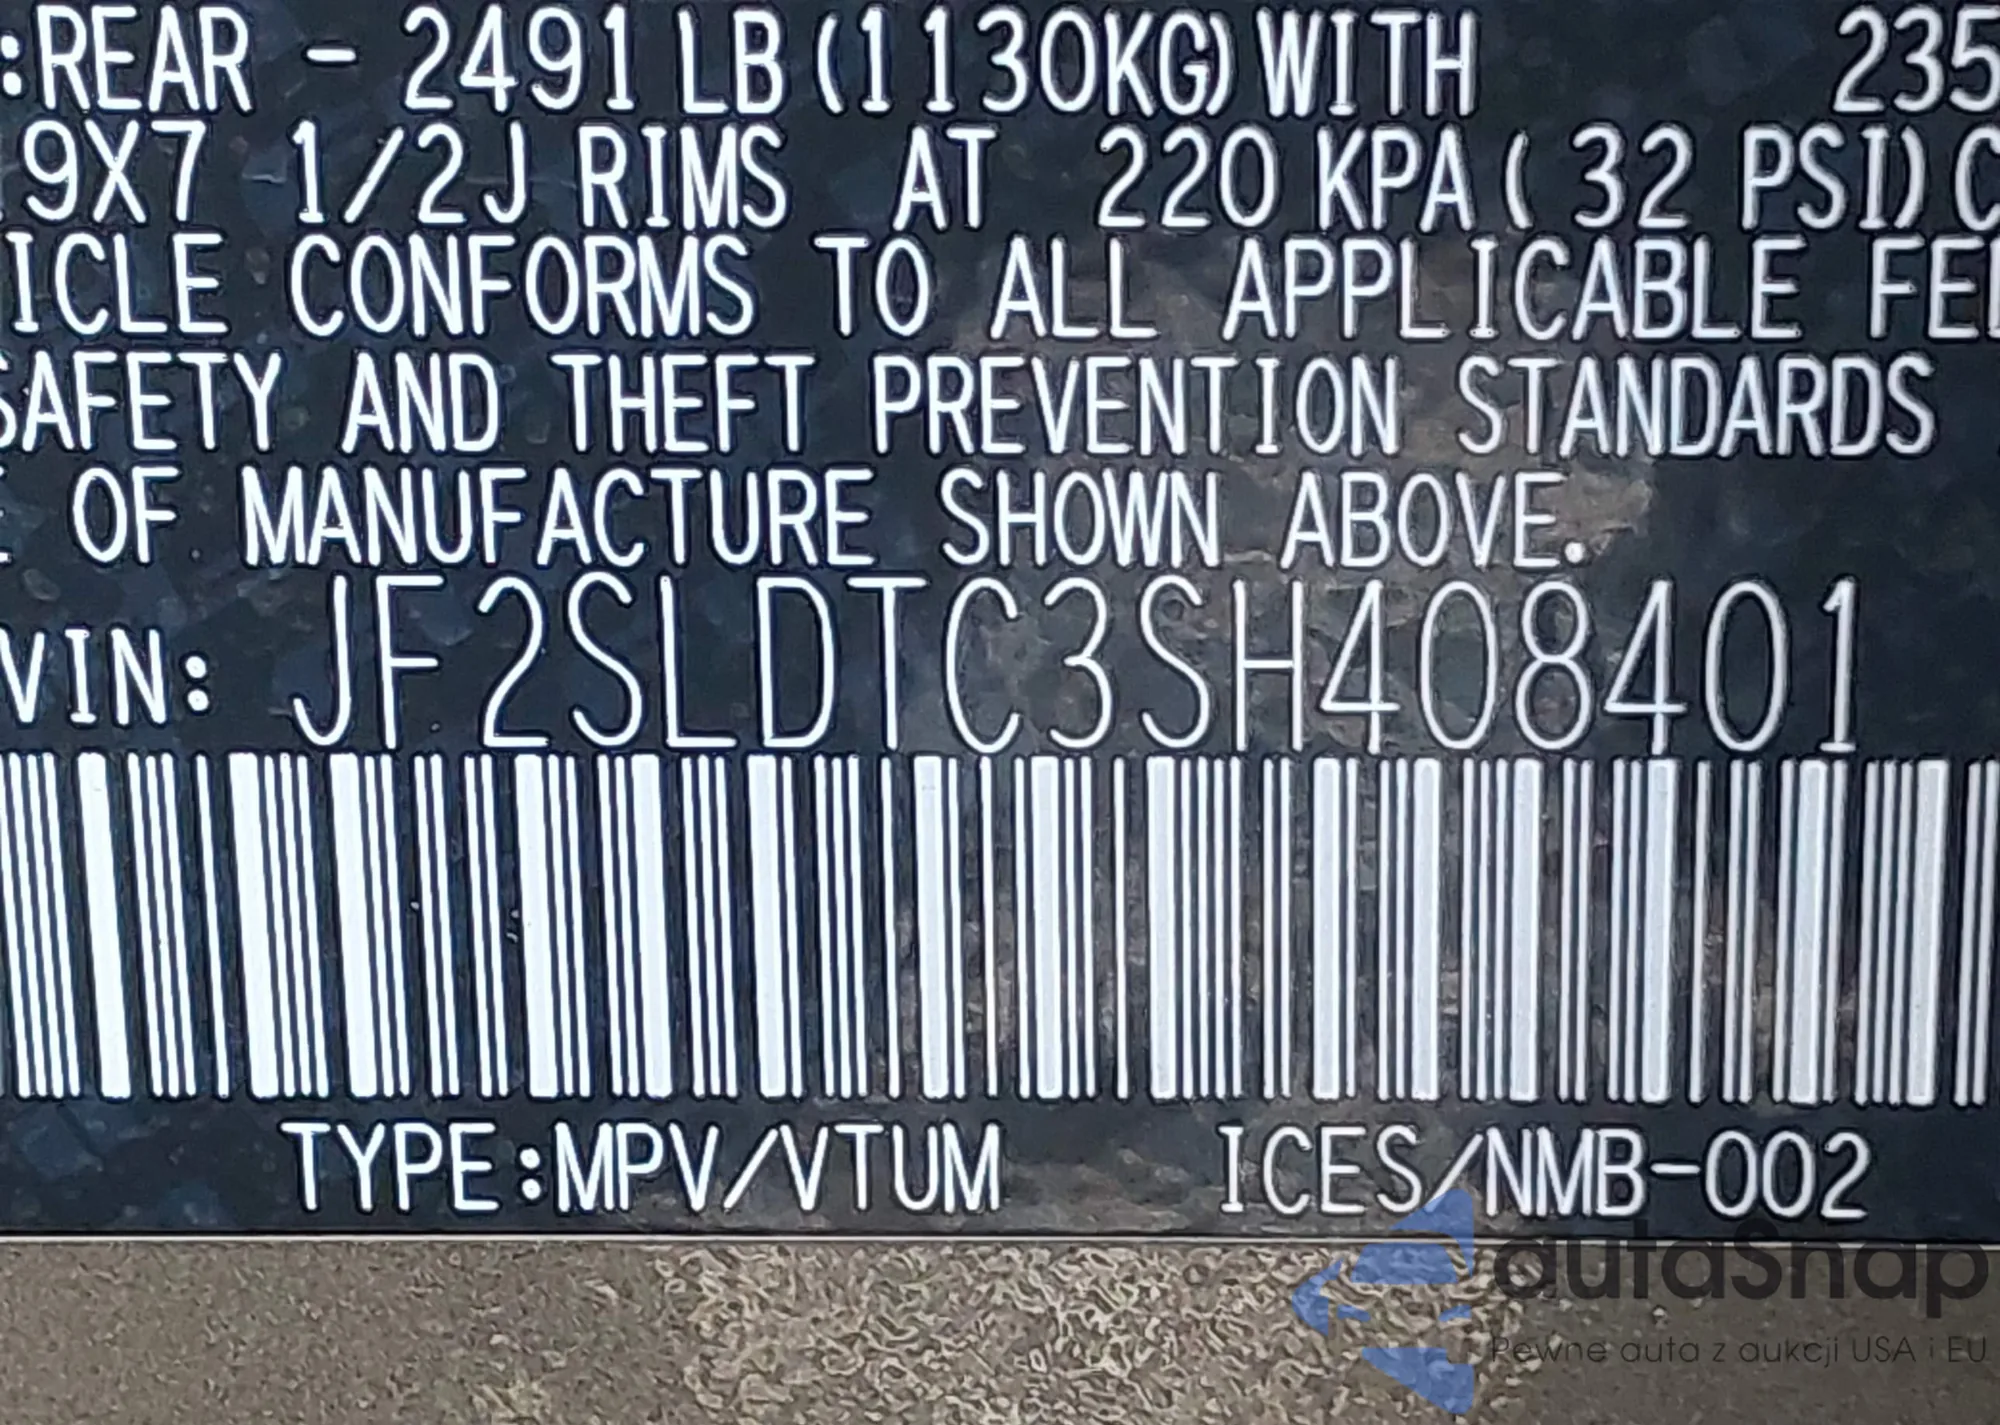 :REAR - 2491 LB (1130KG) WITH 235
19X7 1/2J RIMS AT 220 KPA ( 32 PSI) C
ICLE CONFORMS TO ALL APPLICABLE FE
SAFETY AND THEFT PREVENTION STANDARDS
E OF MANUFACTURE SHOWN ABOVE.
VIN: JF2SLDTC3SH408401
TYPE:MPV/VTUM ICES/NMB-002
autaSnap
Pewne auta z aukcji USA i EU